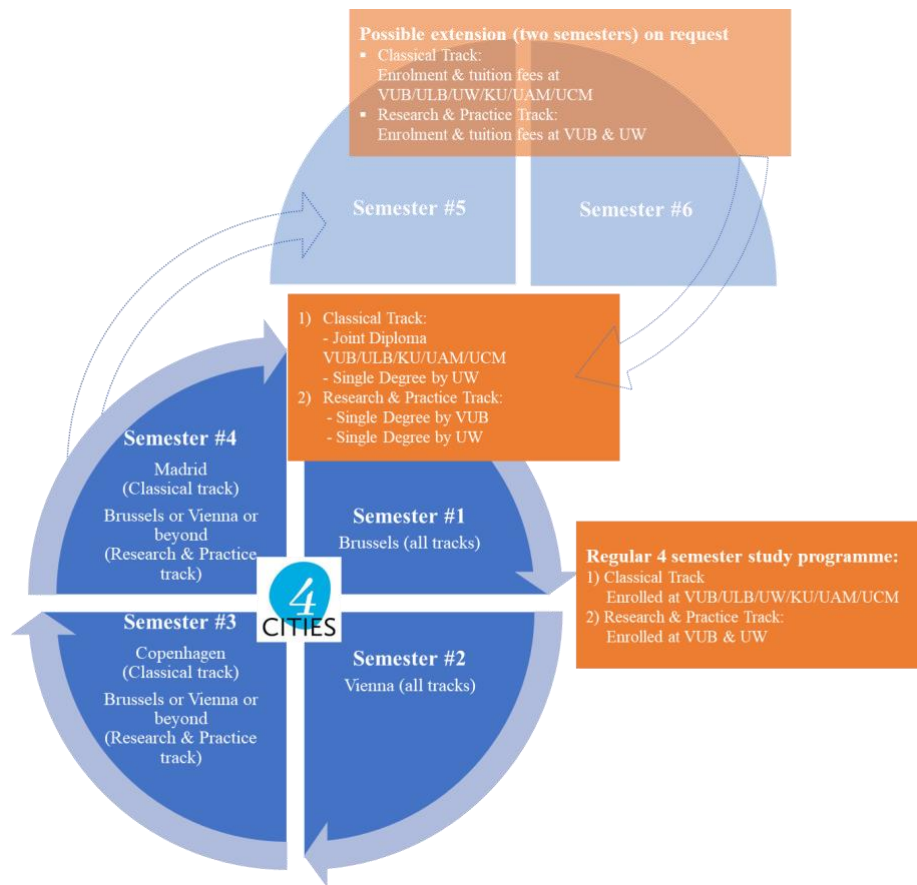 Possible extension (two semesters) on request
▪ Classical Track:
Enrolment & tuition fees at
VUB/ULB/UW/KU/UAM/UCM
▪ Research & Practice Track:
Enrolment & tuition fees at VUB & UW
Semester #5
Semester #6
1) Classical Track:
- Joint Diploma
VUB/ULB/KU/UAM/UCM
- Single Degree by UW
2) Research & Practice Track:
- Single Degree by VUB
- Single Degree by UW
Semester #4
Madrid
(Classical track)
Brussels or Vienna or
beyond
(Research & Practice
track)
Semester #1
Brussels (all tracks)
Regular 4 semester study programme:
1) Classical Track
Enrolled at VUB/ULB/UW/KU/UAM/UCM
2) Research & Practice Track:
Enrolled at VUB & UW
4
CITIES
Semester #3
Copenhagen
(Classical track)
Brussels or Vienna or
beyond
(Research & Practice
track)
Semester #2
Vienna (all tracks)